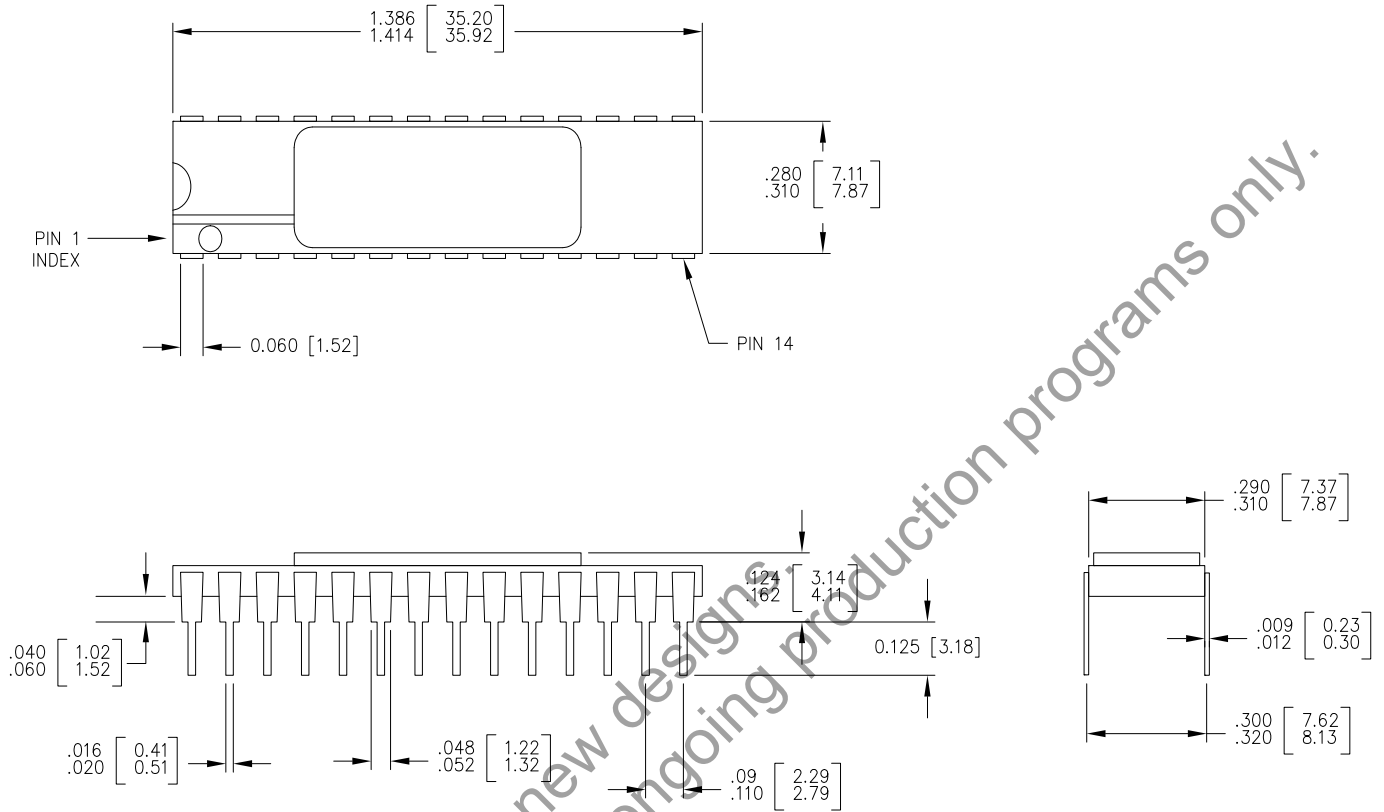 1.386 [ 35.20 ]
1.414 [ 35.92 ]
.280 [ 7.11 ]
.310 [ 7.87 ]
PIN 1
INDEX
0.060 [1.52]
PIN 14
.290 [ 7.37 ]
.310 [ 7.87 ]
.124 [ 3.14 ]
.162 [ 4.11 ]
.040 [ 1.02 ]
.060 [ 1.52 ]
0.125 [3.18]
.009 [ 0.23 ]
.012 [ 0.30 ]
.016 [ 0.41 ]
.020 [ 0.51 ]
.048 [ 1.22 ]
.052 [ 1.32 ]
.09 [ 2.29 ]
.110 [ 2.79 ]
.300 [ 7.62 ]
.320 [ 8.13 ]
new designs.
ongoing production programs only.